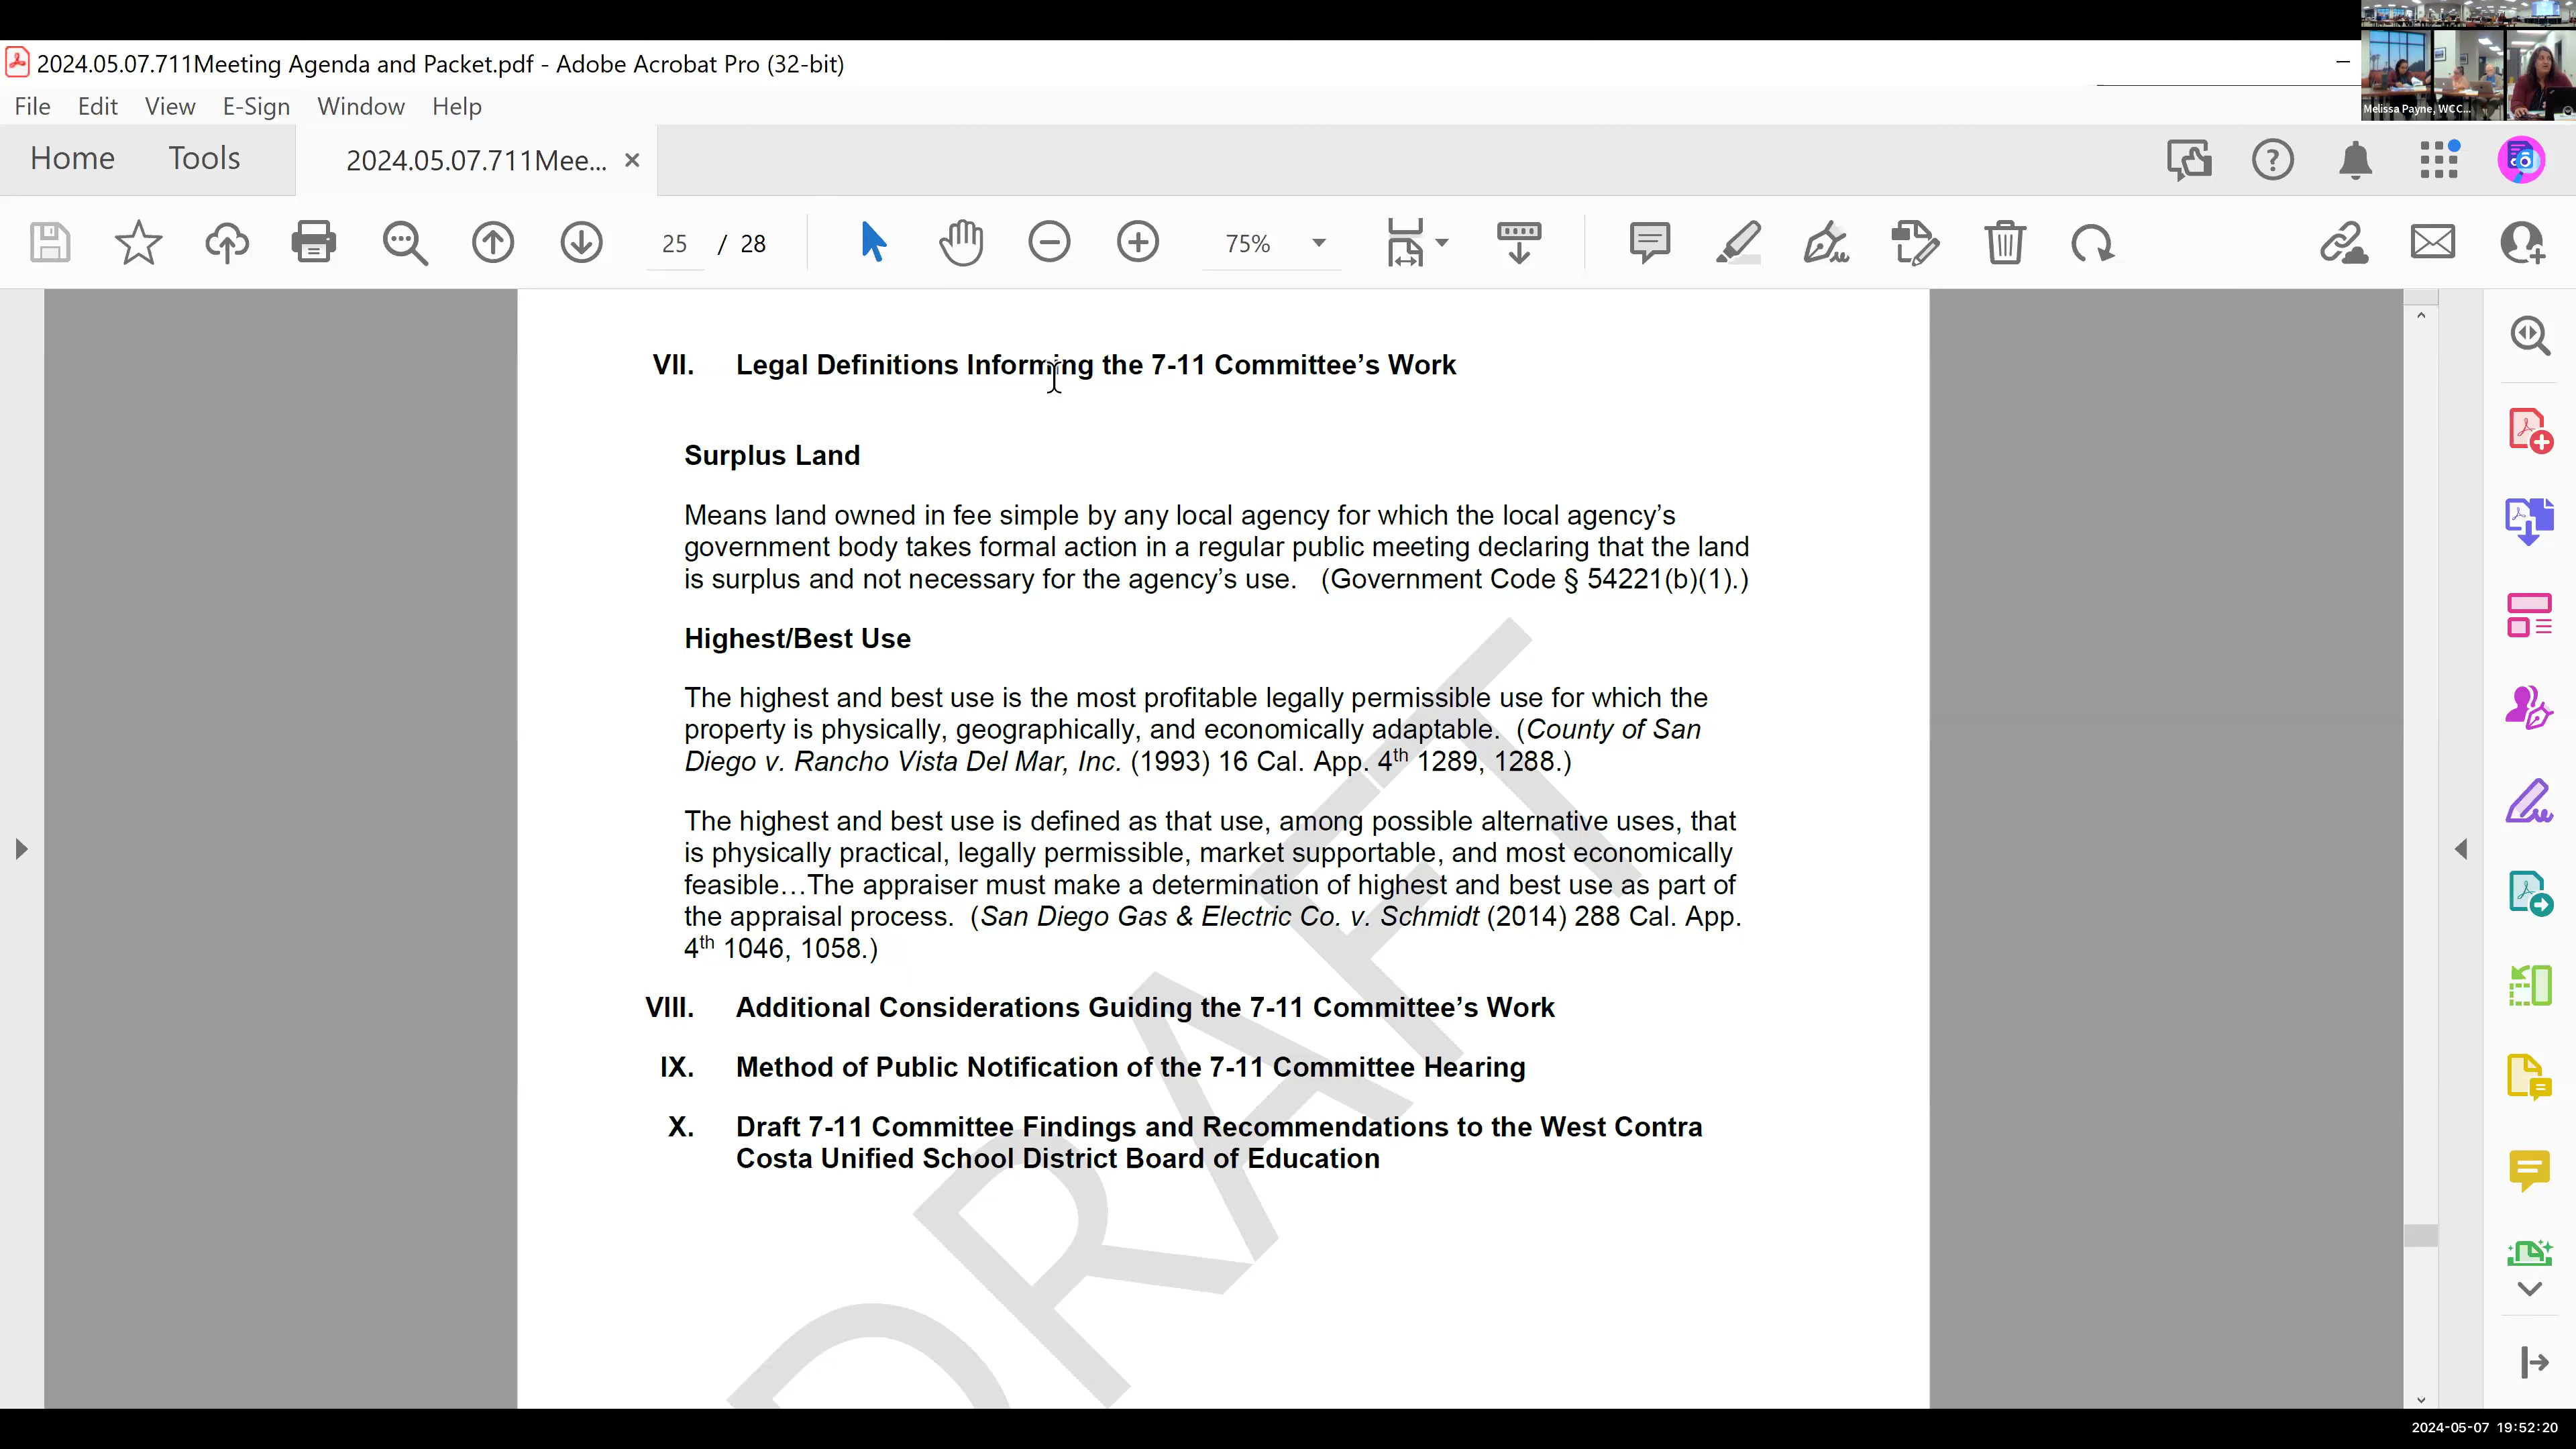 2024.05.07.711Meeting Agenda and Packet.pdf - Adobe Acrobat Pro (32-bit)
Melissa Payne, WCC...
File Edit View E-Sign Window Help
Home Tools 2024.05.07.711Mee... ×
25 / 28 75%
VII. Legal Definitions Informing the 7-11 Committee’s Work
Surplus Land
Means land owned in fee simple by any local agency for which the local agency’s
government body takes formal action in a regular public meeting declaring that the land
is surplus and not necessary for the agency’s use. (Government Code § 54221(b)(1).)
Highest/Best Use
The highest and best use is the most profitable legally permissible use for which the
property is physically, geographically, and economically adaptable. (County of San
Diego v. Rancho Vista Del Mar, Inc. (1993) 16 Cal. App. 4th 1289, 1288.)
The highest and best use is defined as that use, among possible alternative uses, that
is physically practical, legally permissible, market supportable, and most economically
feasible…The appraiser must make a determination of highest and best use as part of
the appraisal process. (San Diego Gas & Electric Co. v. Schmidt (2014) 288 Cal. App.
4th 1046, 1058.)
VIII. Additional Considerations Guiding the 7-11 Committee’s Work
IX. Method of Public Notification of the 7-11 Committee Hearing
X. Draft 7-11 Committee Findings and Recommendations to the West Contra
Costa Unified School District Board of Education
DRAFT
2024-05-07 19:52:20